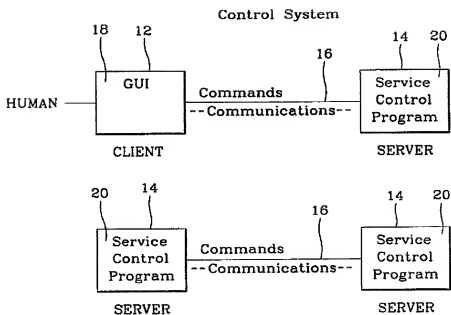 Control System
18 12 14 20
GUI 16 Service
HUMAN Commands Control
--Communications-- Program
CLIENT SERVER
20 14 14 20
16
Service Service
Control Commands Control
Program --Communications-- Program
SERVER SERVER